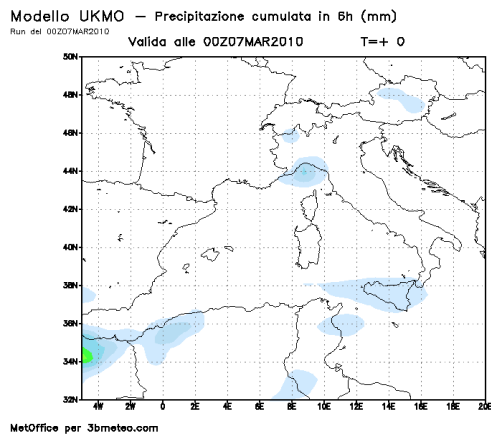 Modello UKMO – Precipitazione cumulata in 6h (mm)
Run del 00Z07MAR2010
Valida alle 00Z07MAR2010 T=+ 0
50N
48N
46N
44N
42N
40N
38N
36N
34N
32N
4W 2W 0 2E 4E 6E 8E 10E 12E 14E 16E 18E 20E
MetOffice per 3bmeteo.com